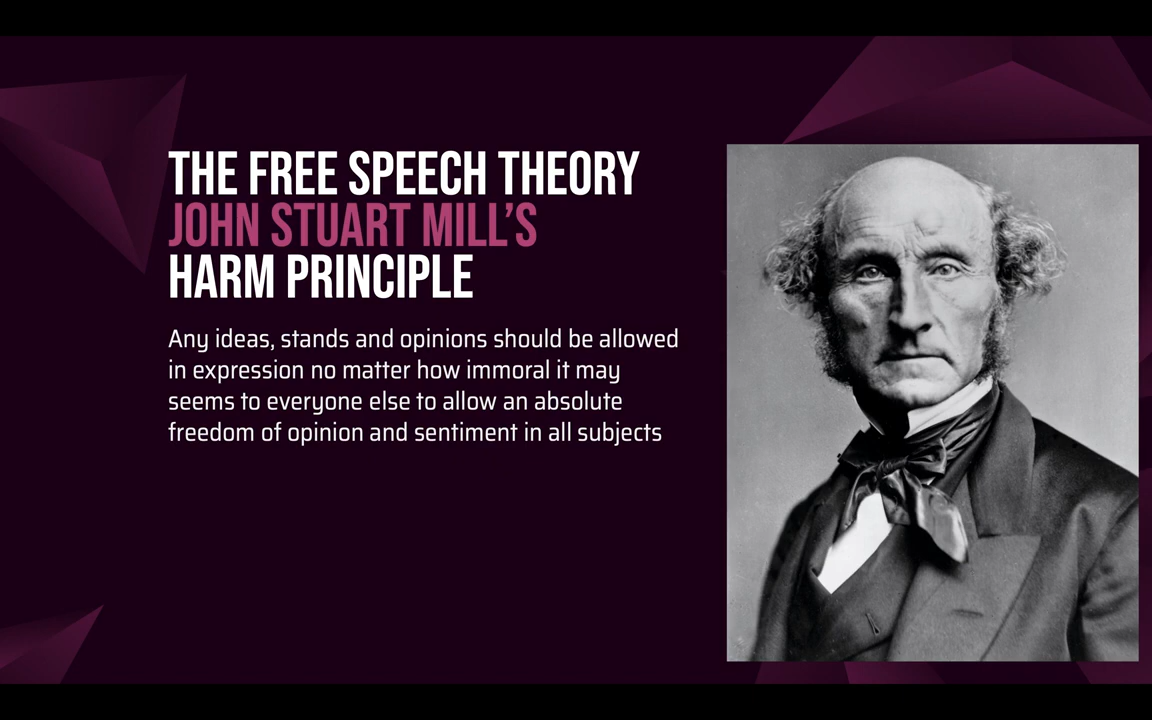 THE FREE SPEECH THEORY
JOHN STUART MILL'S
HARM PRINCIPLE
Any ideas, stands and opinions should be allowed
in expression no matter how immoral it may
seems to everyone else to allow an absolute
freedom of opinion and sentiment in all subjects